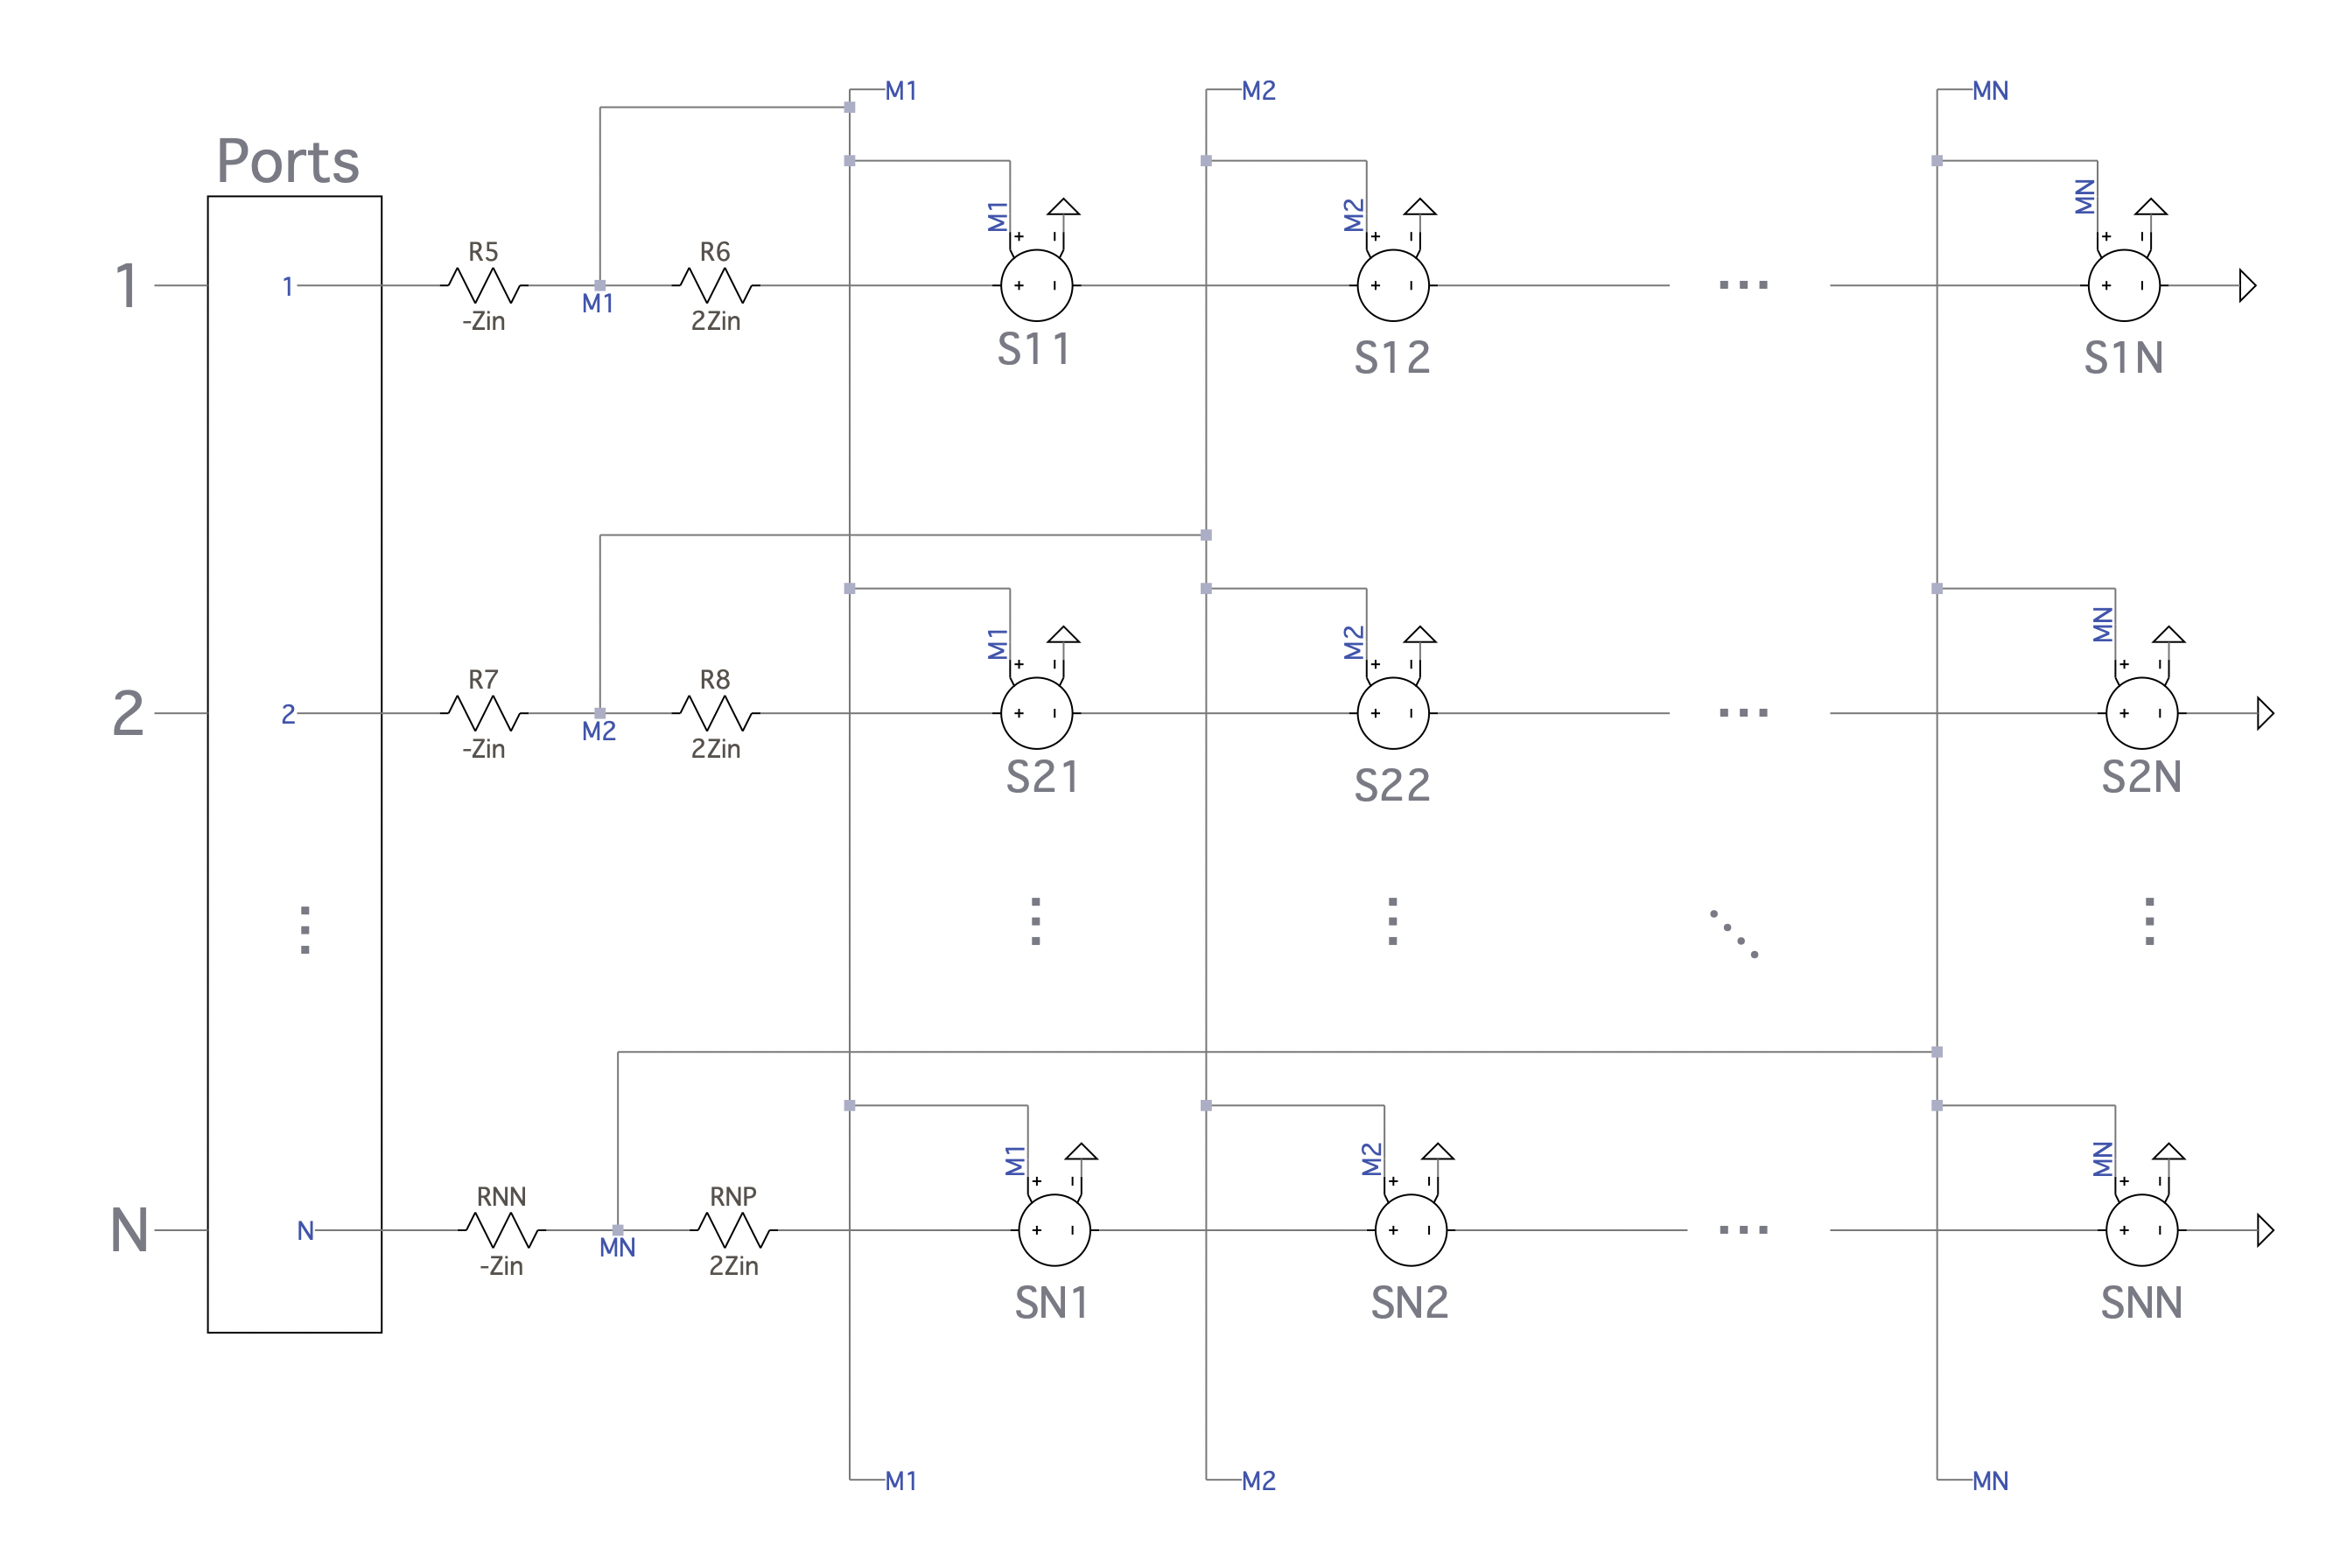 M1 M2 MN
Ports
M1 M2 MN
1 1 R5 R6
-Zin M1 2Zin
S11 S12 S1N
M1 M2 MN
2 2 R7 R8
-Zin M2 2Zin
S21 S22 S2N
M1 M2 MN
N N RNN RNP
-Zin MN 2Zin
SN1 SN2 SNN
M1 M2 MN